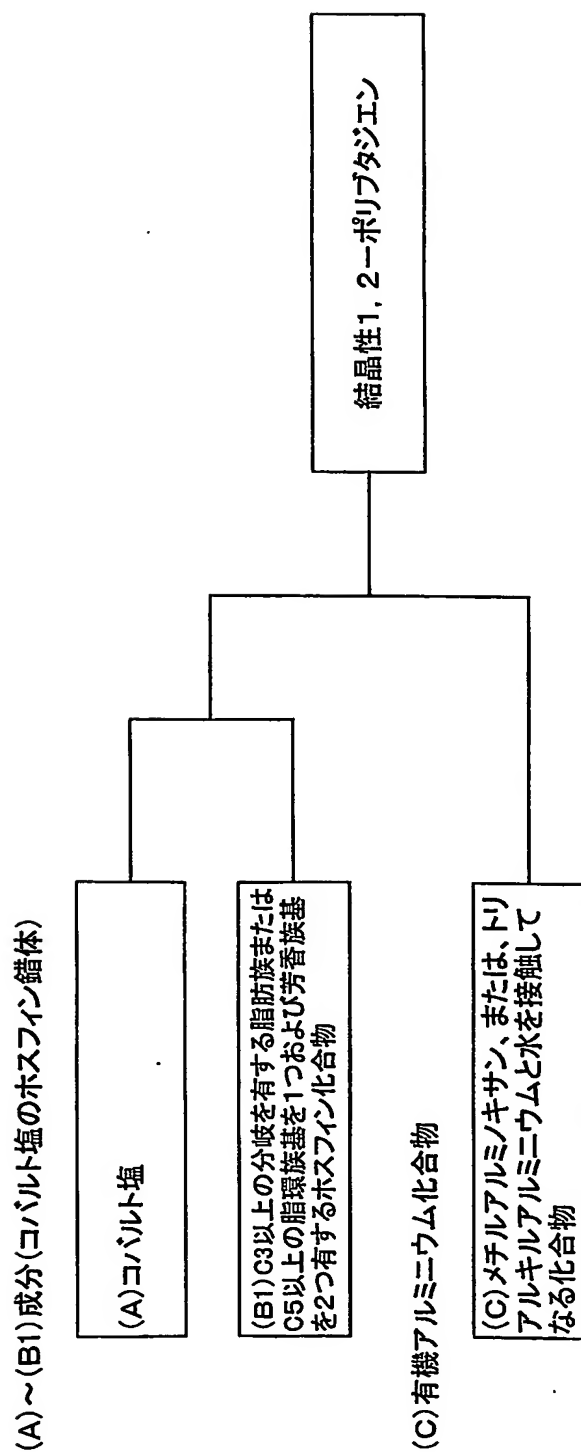 (A)～(B1)成分(コバルト塩のホスフィン錯体)
(A)コバルト塩
(B1)C3以上の分岐を有する脂肪族または
C5以上の脂環族基を1つおよび芳香族基
を2つ有するホスフィン化合物
(C)有機アルミニウム化合物
(C)メチルアルミノキサン、または、トリ
アルキルアルミニウムと水を接触して
なる化合物
結晶性1, 2ーポリブタジエン